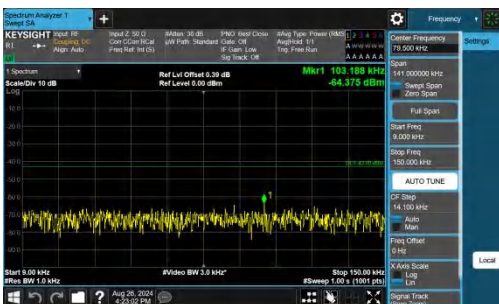 Spectrum Analyzer 1
Swept SA
Frequency
KEYSIGHT Input: RF
Coupling: DC
Align: Auto
Input Z: 50 Ω
Corr CCorr RCal
Freq Ref: Int (S)
#Atten: 30 dB
µW Path: Standard
PNO: Best Close
Gate: Off
IF Gain: Low
Sig Track: Off
#Avg Type: Power (RMS)
Avg|Hold: 1/1
Trig: Free Run
1 Spectrum
Scale/Div 10 dB
Log
Ref Lvl Offset 0.39 dB
Ref Level 0.00 dBm
Mkr1 103.188 kHz
-64.375 dBm
1
Start 9.00 kHz
#Res BW 1.0 kHz
#Video BW 3.0 kHz*
Stop 150.00 kHz
#Sweep 1.00 s (1001 pts)
Aug 28, 2024
4:23:02 PM
Center Frequency
79.500 kHz
Settings
Span
141.000000 kHz
Swept Span
Zero Span
Full Span
Start Freq
9.000 kHz
Stop Freq
150.000 kHz
AUTO TUNE
CF Step
14.100 kHz
Auto
Man
Freq Offset
0 Hz
X Axis Scale
Log
Lin
Signal Track
Local